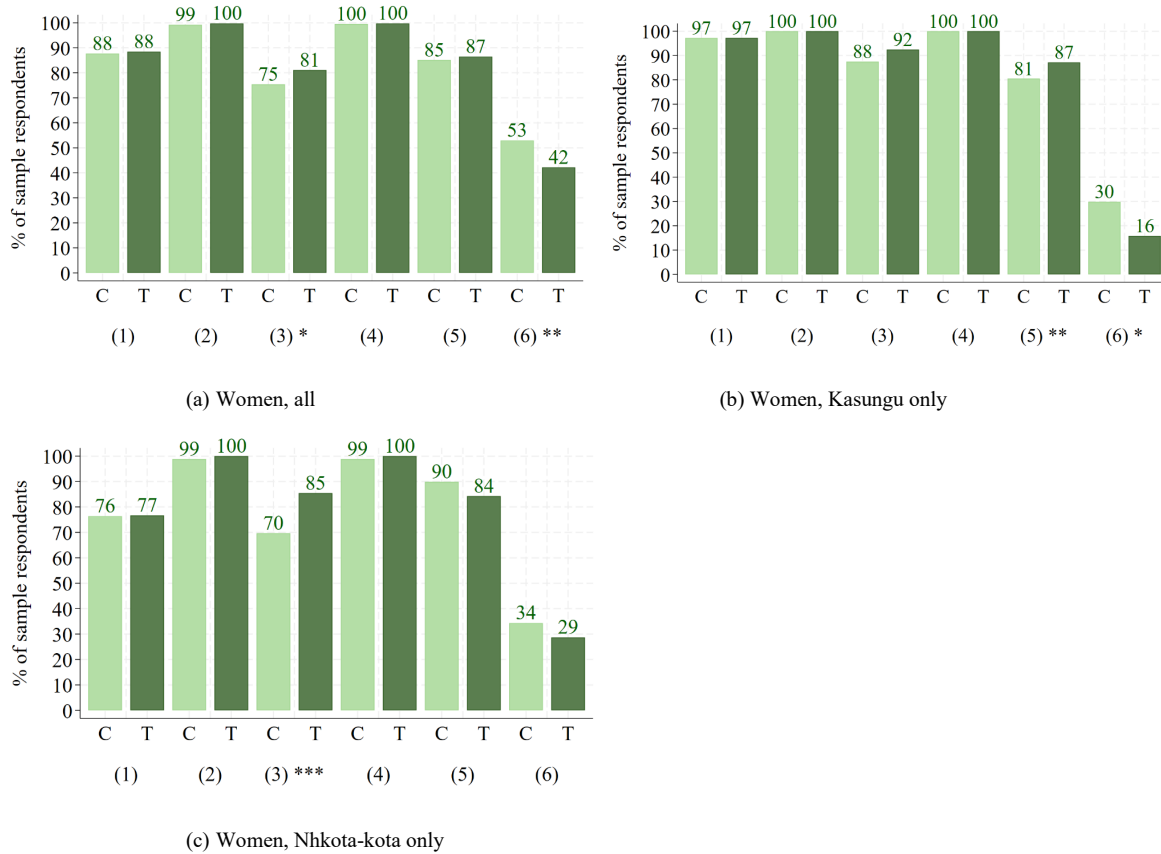 88 88 99 100 75 81 100 100 85 87 53 42
% of sample respondents
100
90
80
70
60
50
40
30
20
10
0
C T C T C T C T C T C T
(1) (2) (3) * (4) (5) (6) **
(a) Women, all
97 97 100 100 88 92 100 100 81 87 30 16
% of sample respondents
100
90
80
70
60
50
40
30
20
10
0
C T C T C T C T C T C T
(1) (2) (3) (4) (5) ** (6) *
(b) Women, Kasungu only
76 77 99 100 70 85 99 100 90 84 34 29
% of sample respondents
100
90
80
70
60
50
40
30
20
10
0
C T C T C T C T C T C T
(1) (2) (3) *** (4) (5) (6)
(c) Women, Nhkota-kota only